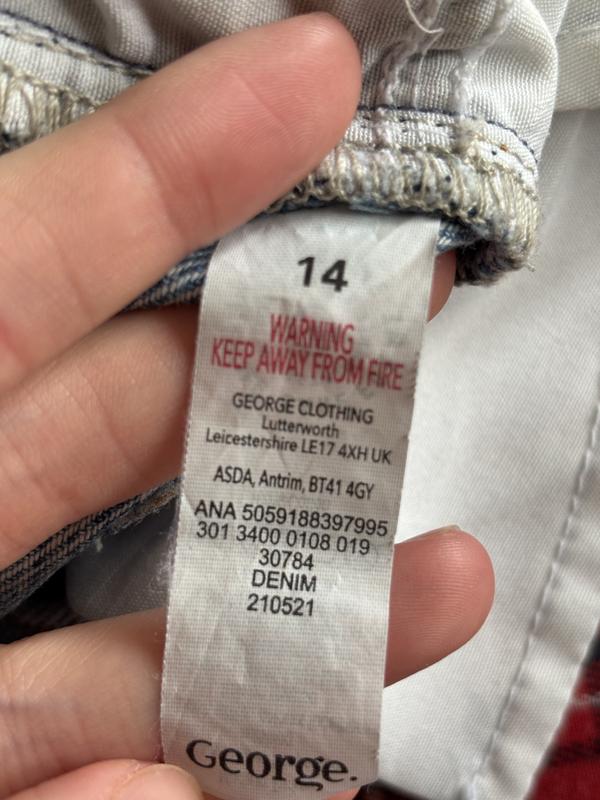 14
WARNING
KEEP AWAY FROM FIRE
GEORGE CLOTHING
Lutterworth
Leicestershire LE17 4XH UK
ASDA, Antrim, BT41 4GY
ANA 5059188397995
301 3400 0108 019
30784
DENIM
210521
George.